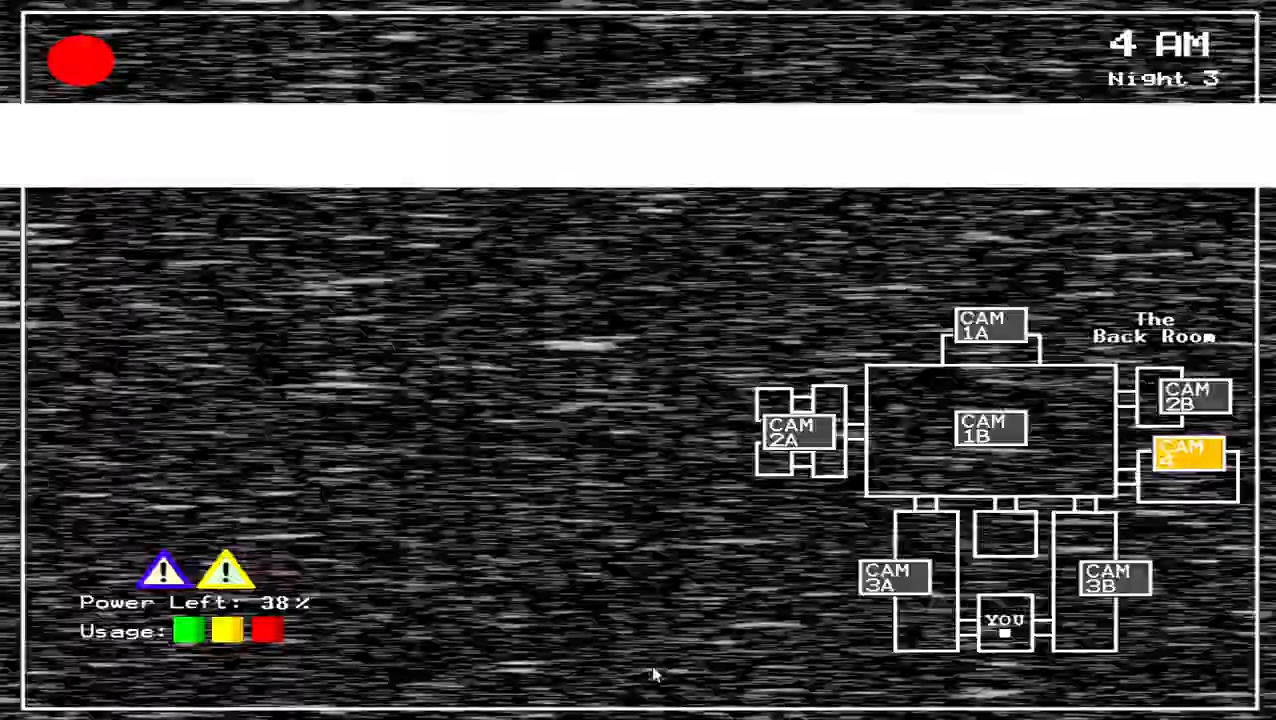 4 AM
Night 3
CAM
1A
The
Back Room
CAM
2B
CAM
2A
CAM
1B
CAM
4
!
!
Power Left: 38%
Usage:
CAM
3A
CAM
3B
YOU